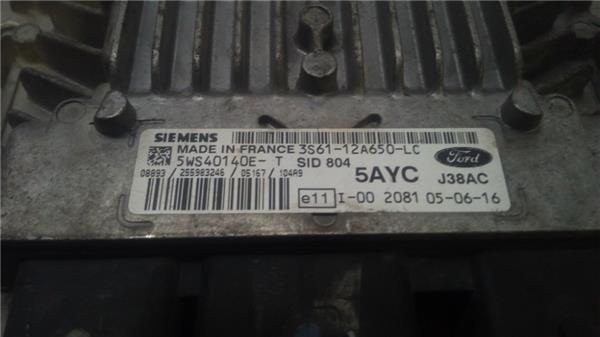 SIEMENS
MADE IN FRANCE 3S61-12A650-LC
5WS40140E- T SID 804
Ford
08893 / 255983246 / 05167 / 104A9
5AYC J38AC
e11 I-00 2081 05-06-16